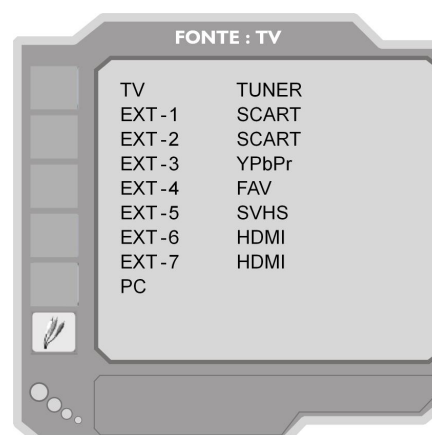 FONTE : TV
TV TUNER
EXT-1 SCART
EXT-2 SCART
EXT-3 YPbPr
EXT-4 FAV
EXT-5 SVHS
EXT-6 HDMI
EXT-7 HDMI
PC